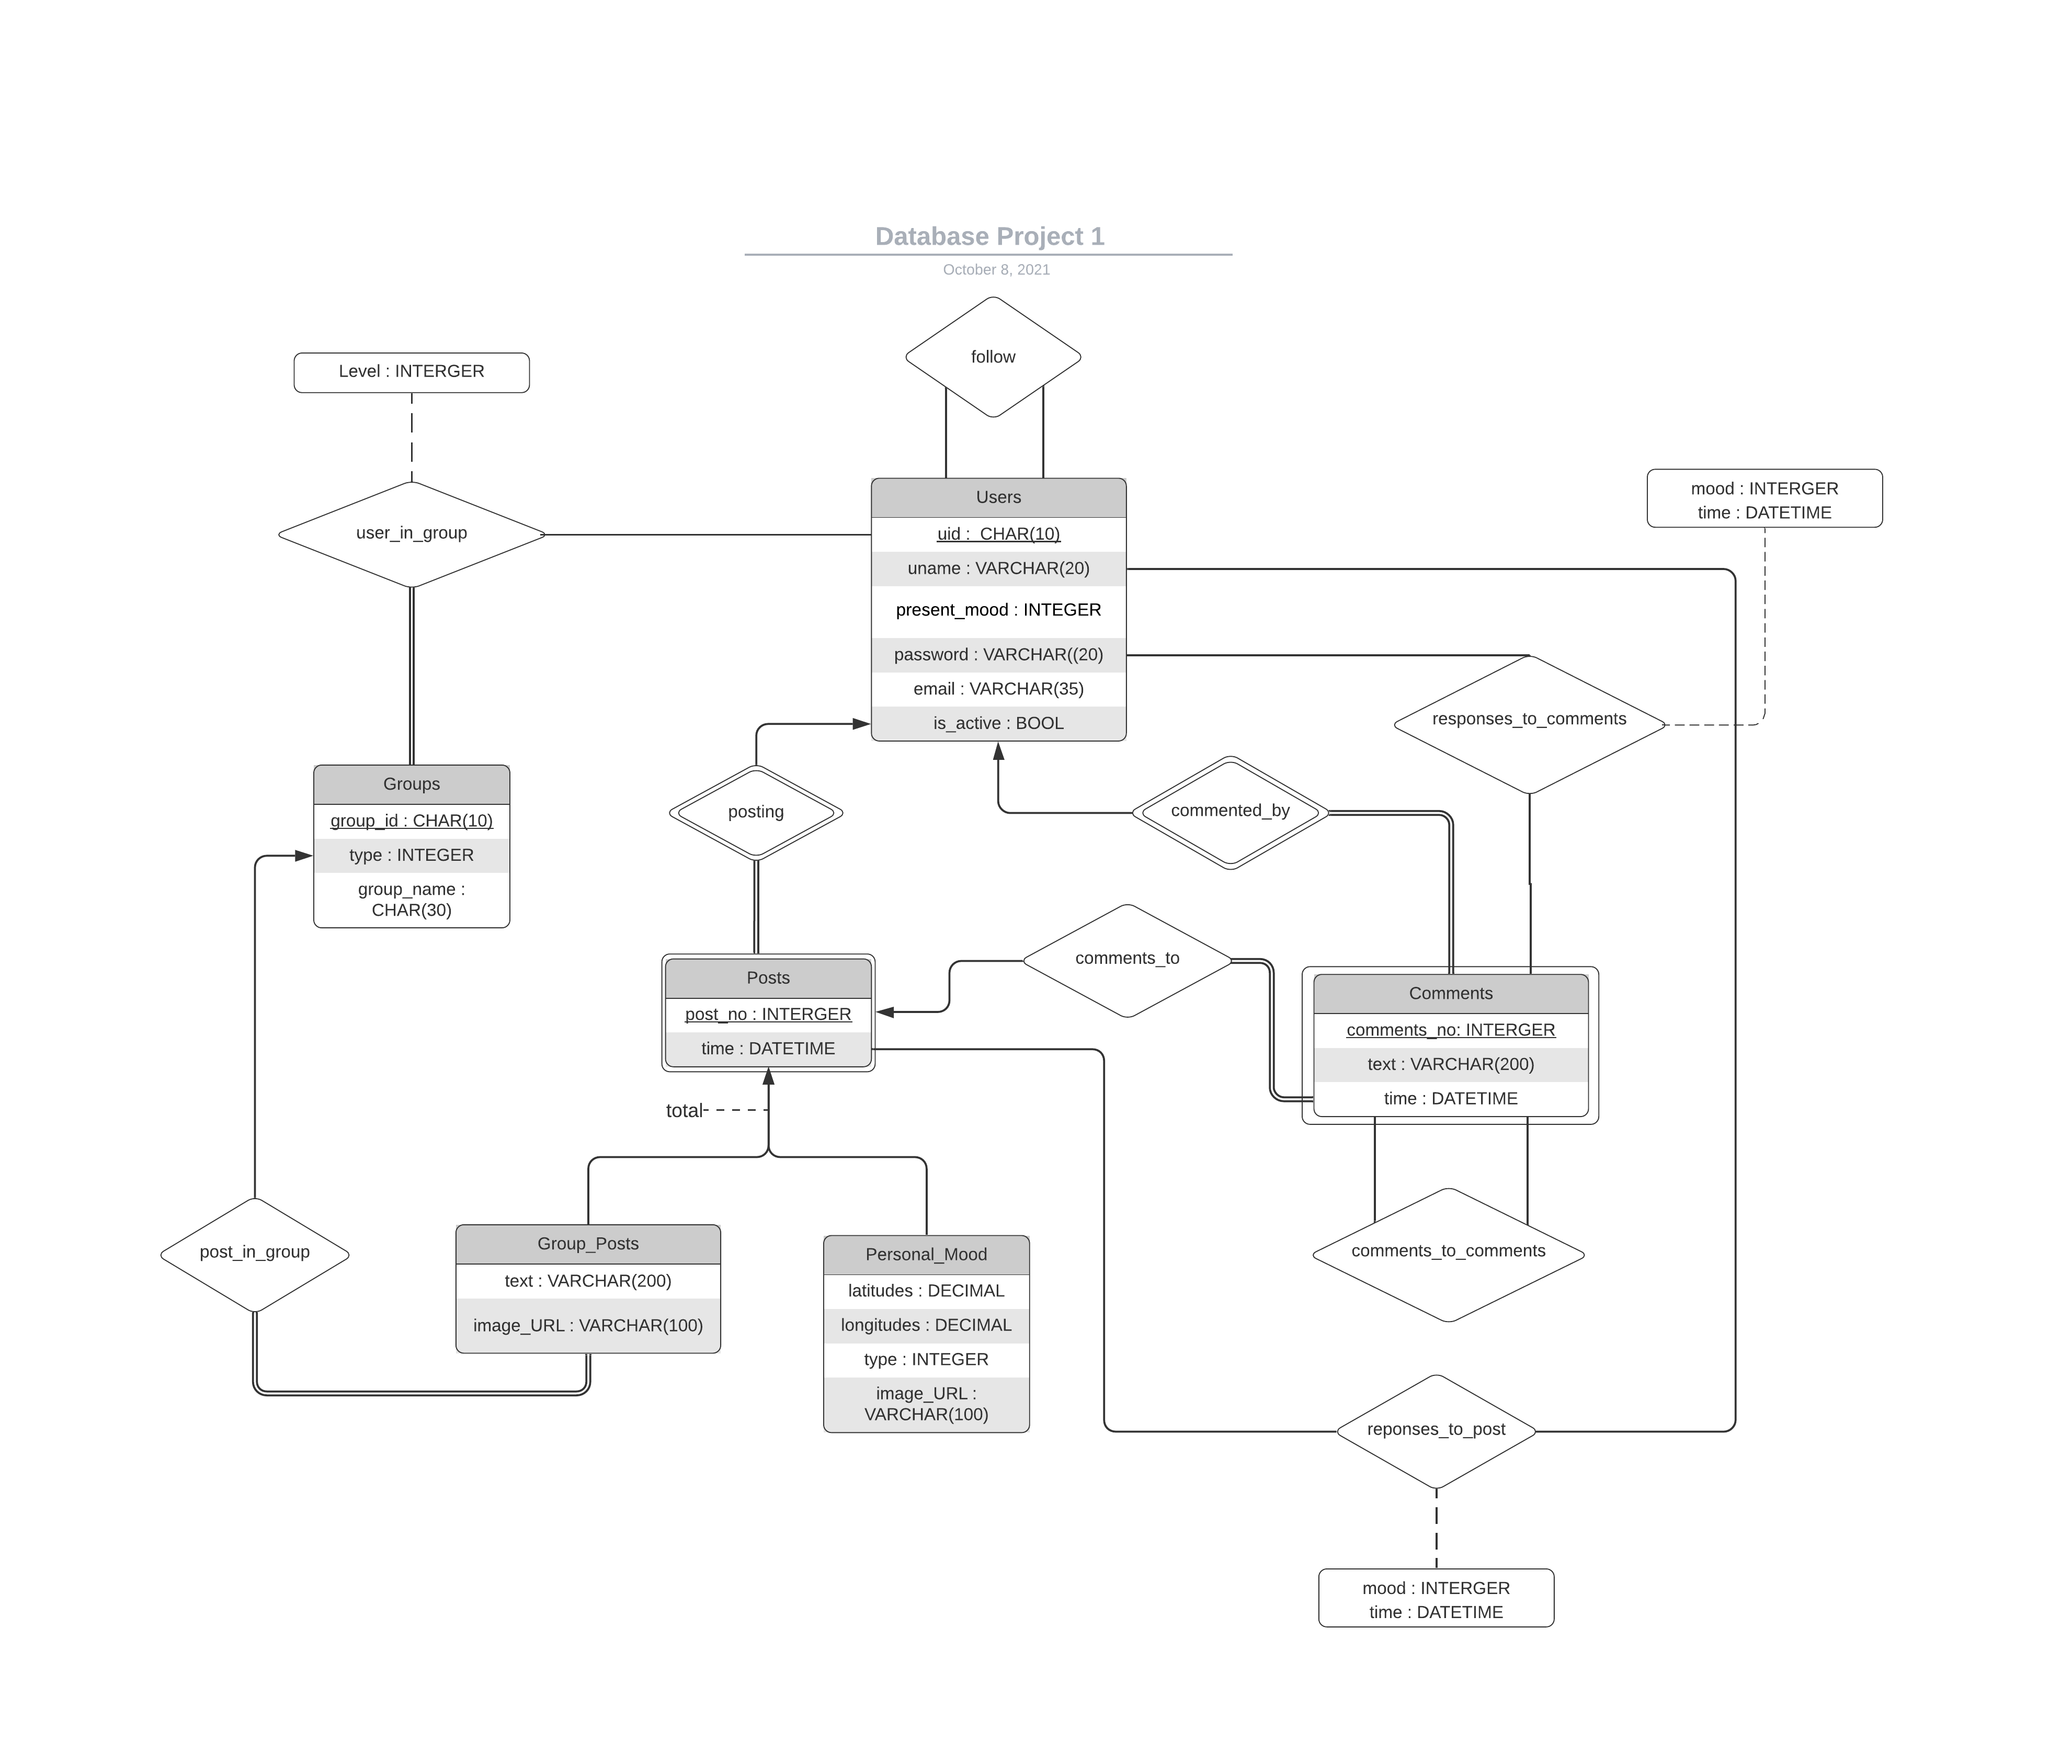 Database Project 1
October 8, 2021
follow
Level : INTERGER
user_in_group
Users
uid :  CHAR(10)
uname : VARCHAR(20)
present_mood : INTEGER
password : VARCHAR((20)
email : VARCHAR(35)
is_active : BOOL
mood : INTERGER
time : DATETIME
responses_to_comments
Groups
group_id : CHAR(10)
type : INTEGER
group_name :
CHAR(30)
posting
commented_by
comments_to
Posts
post_no : INTERGER
time : DATETIME
Comments
comments_no: INTERGER
text : VARCHAR(200)
time : DATETIME
total
post_in_group
Group_Posts
text : VARCHAR(200)
image_URL : VARCHAR(100)
Personal_Mood
latitudes : DECIMAL
longitudes : DECIMAL
type : INTEGER
image_URL :
VARCHAR(100)
comments_to_comments
reponses_to_post
mood : INTERGER
time : DATETIME